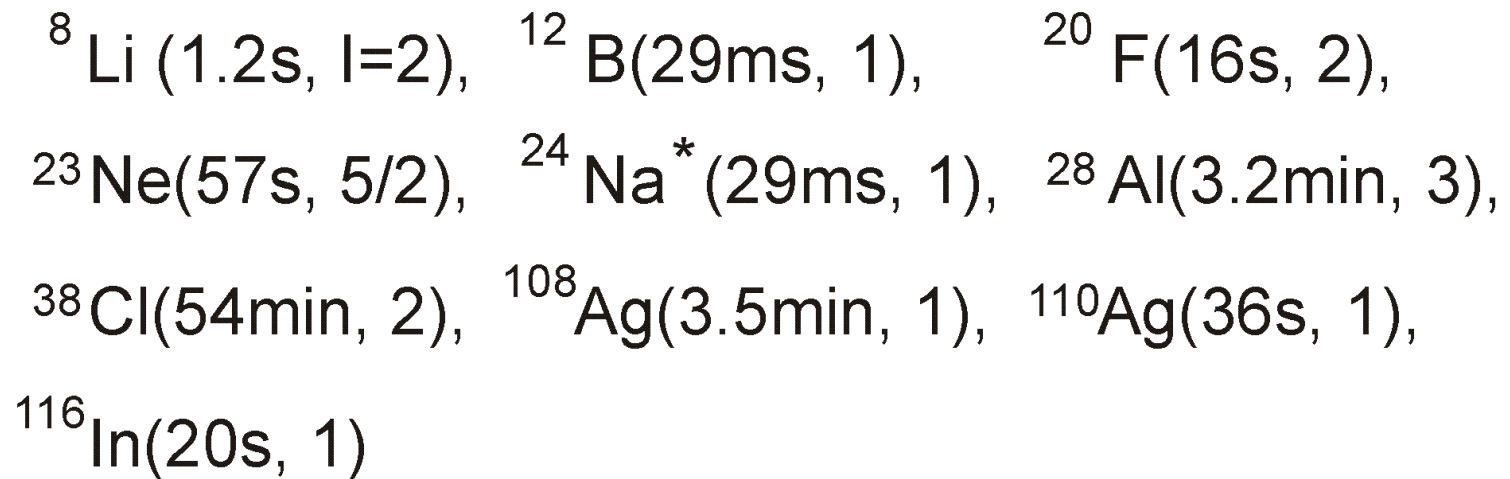 ⁸Li (1.2s, I=2), ¹²B(29ms, 1), ²⁰F(16s, 2),
²³Ne(57s, 5/2), ²⁴Na*(29ms, 1), ²⁸Al(3.2min, 3),
³⁸Cl(54min, 2), ¹⁰⁸Ag(3.5min, 1), ¹¹⁰Ag(36s, 1),
¹¹⁶In(20s, 1)